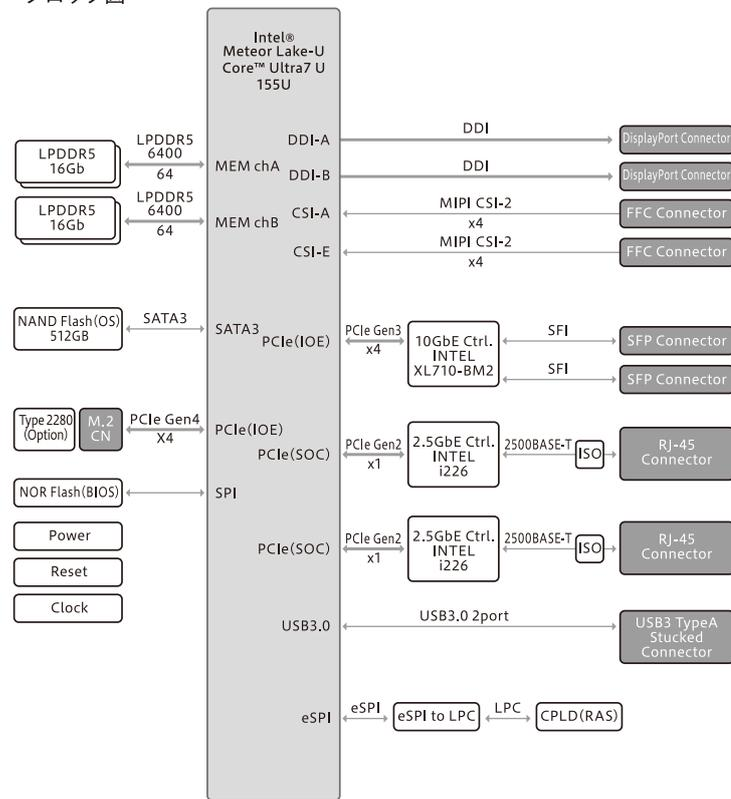 ブロック図
Intel®
Meteor Lake-U
Core™ Ultra7 U
155U
LPDDR5
16Gb
LPDDR5
6400
64
MEM chA
LPDDR5
16Gb
LPDDR5
6400
64
MEM chB
DDI-A
DDI
DisplayPort Connector
DDI-B
DDI
DisplayPort Connector
CSI-A
MIPI CSI-2
x4
FFC Connector
CSI-E
MIPI CSI-2
x4
FFC Connector
NAND Flash(OS)
512GB
SATA3
SATA3
PCIe(IOE)
PCIe Gen3
x4
10GbE Ctrl.
INTEL
XL710-BM2
SFI
SFP Connector
SFI
SFP Connector
Type 2280
(Option)
M.2
CN
PCIe Gen4
X4
PCIe(IOE)
PCIe(SOC)
PCIe Gen2
x1
2.5GbE Ctrl.
INTEL
i226
2500BASE-T
ISO
RJ-45
Connector
NOR Flash(BIOS)
SPI
Power
Reset
Clock
PCIe(SOC)
PCIe Gen2
x1
2.5GbE Ctrl.
INTEL
i226
2500BASE-T
ISO
RJ-45
Connector
USB3.0
USB3.0 2port
USB3 TypeA
Stucked
Connector
eSPI
eSPI
eSPI to LPC
LPC
CPLD(RAS)